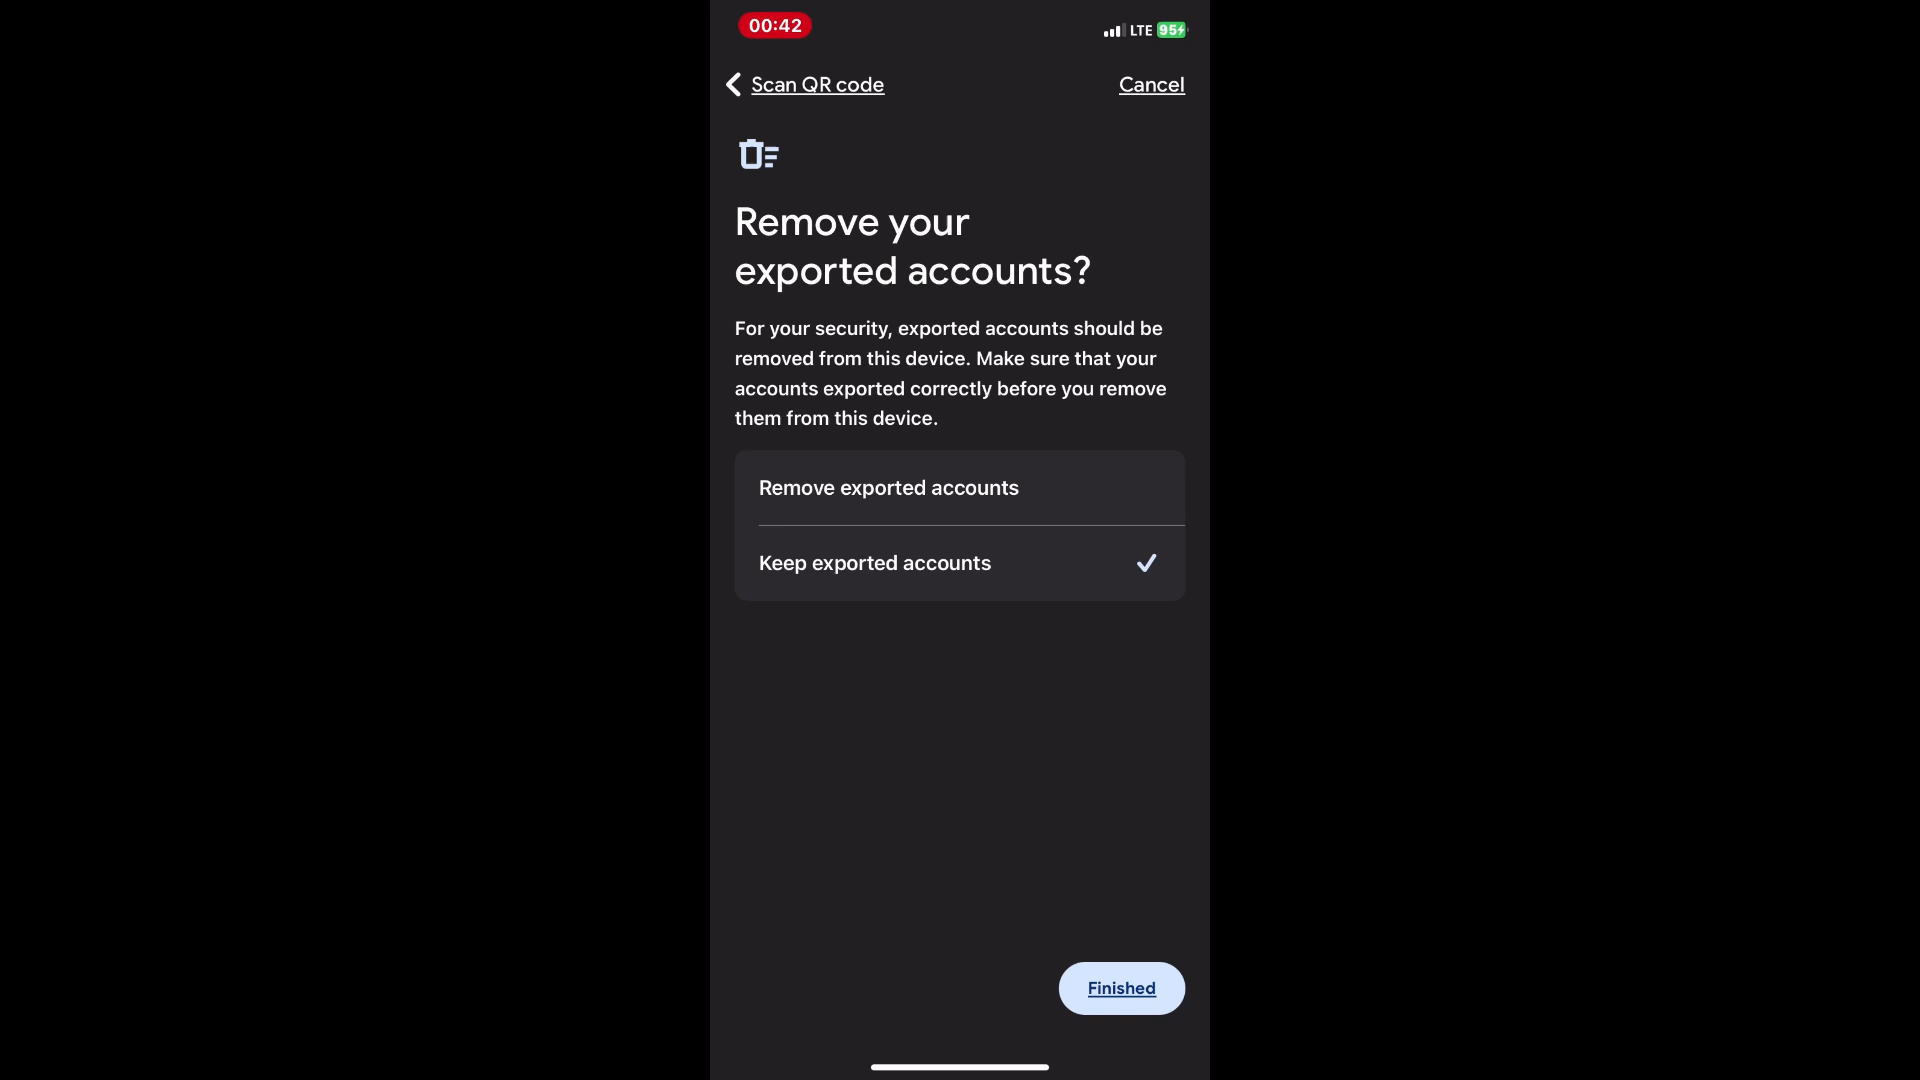 00:42
LTE 95
Scan QR code
Cancel
Remove your
exported accounts?
For your security, exported accounts should be
removed from this device. Make sure that your
accounts exported correctly before you remove
them from this device.
Remove exported accounts
Keep exported accounts
Finished